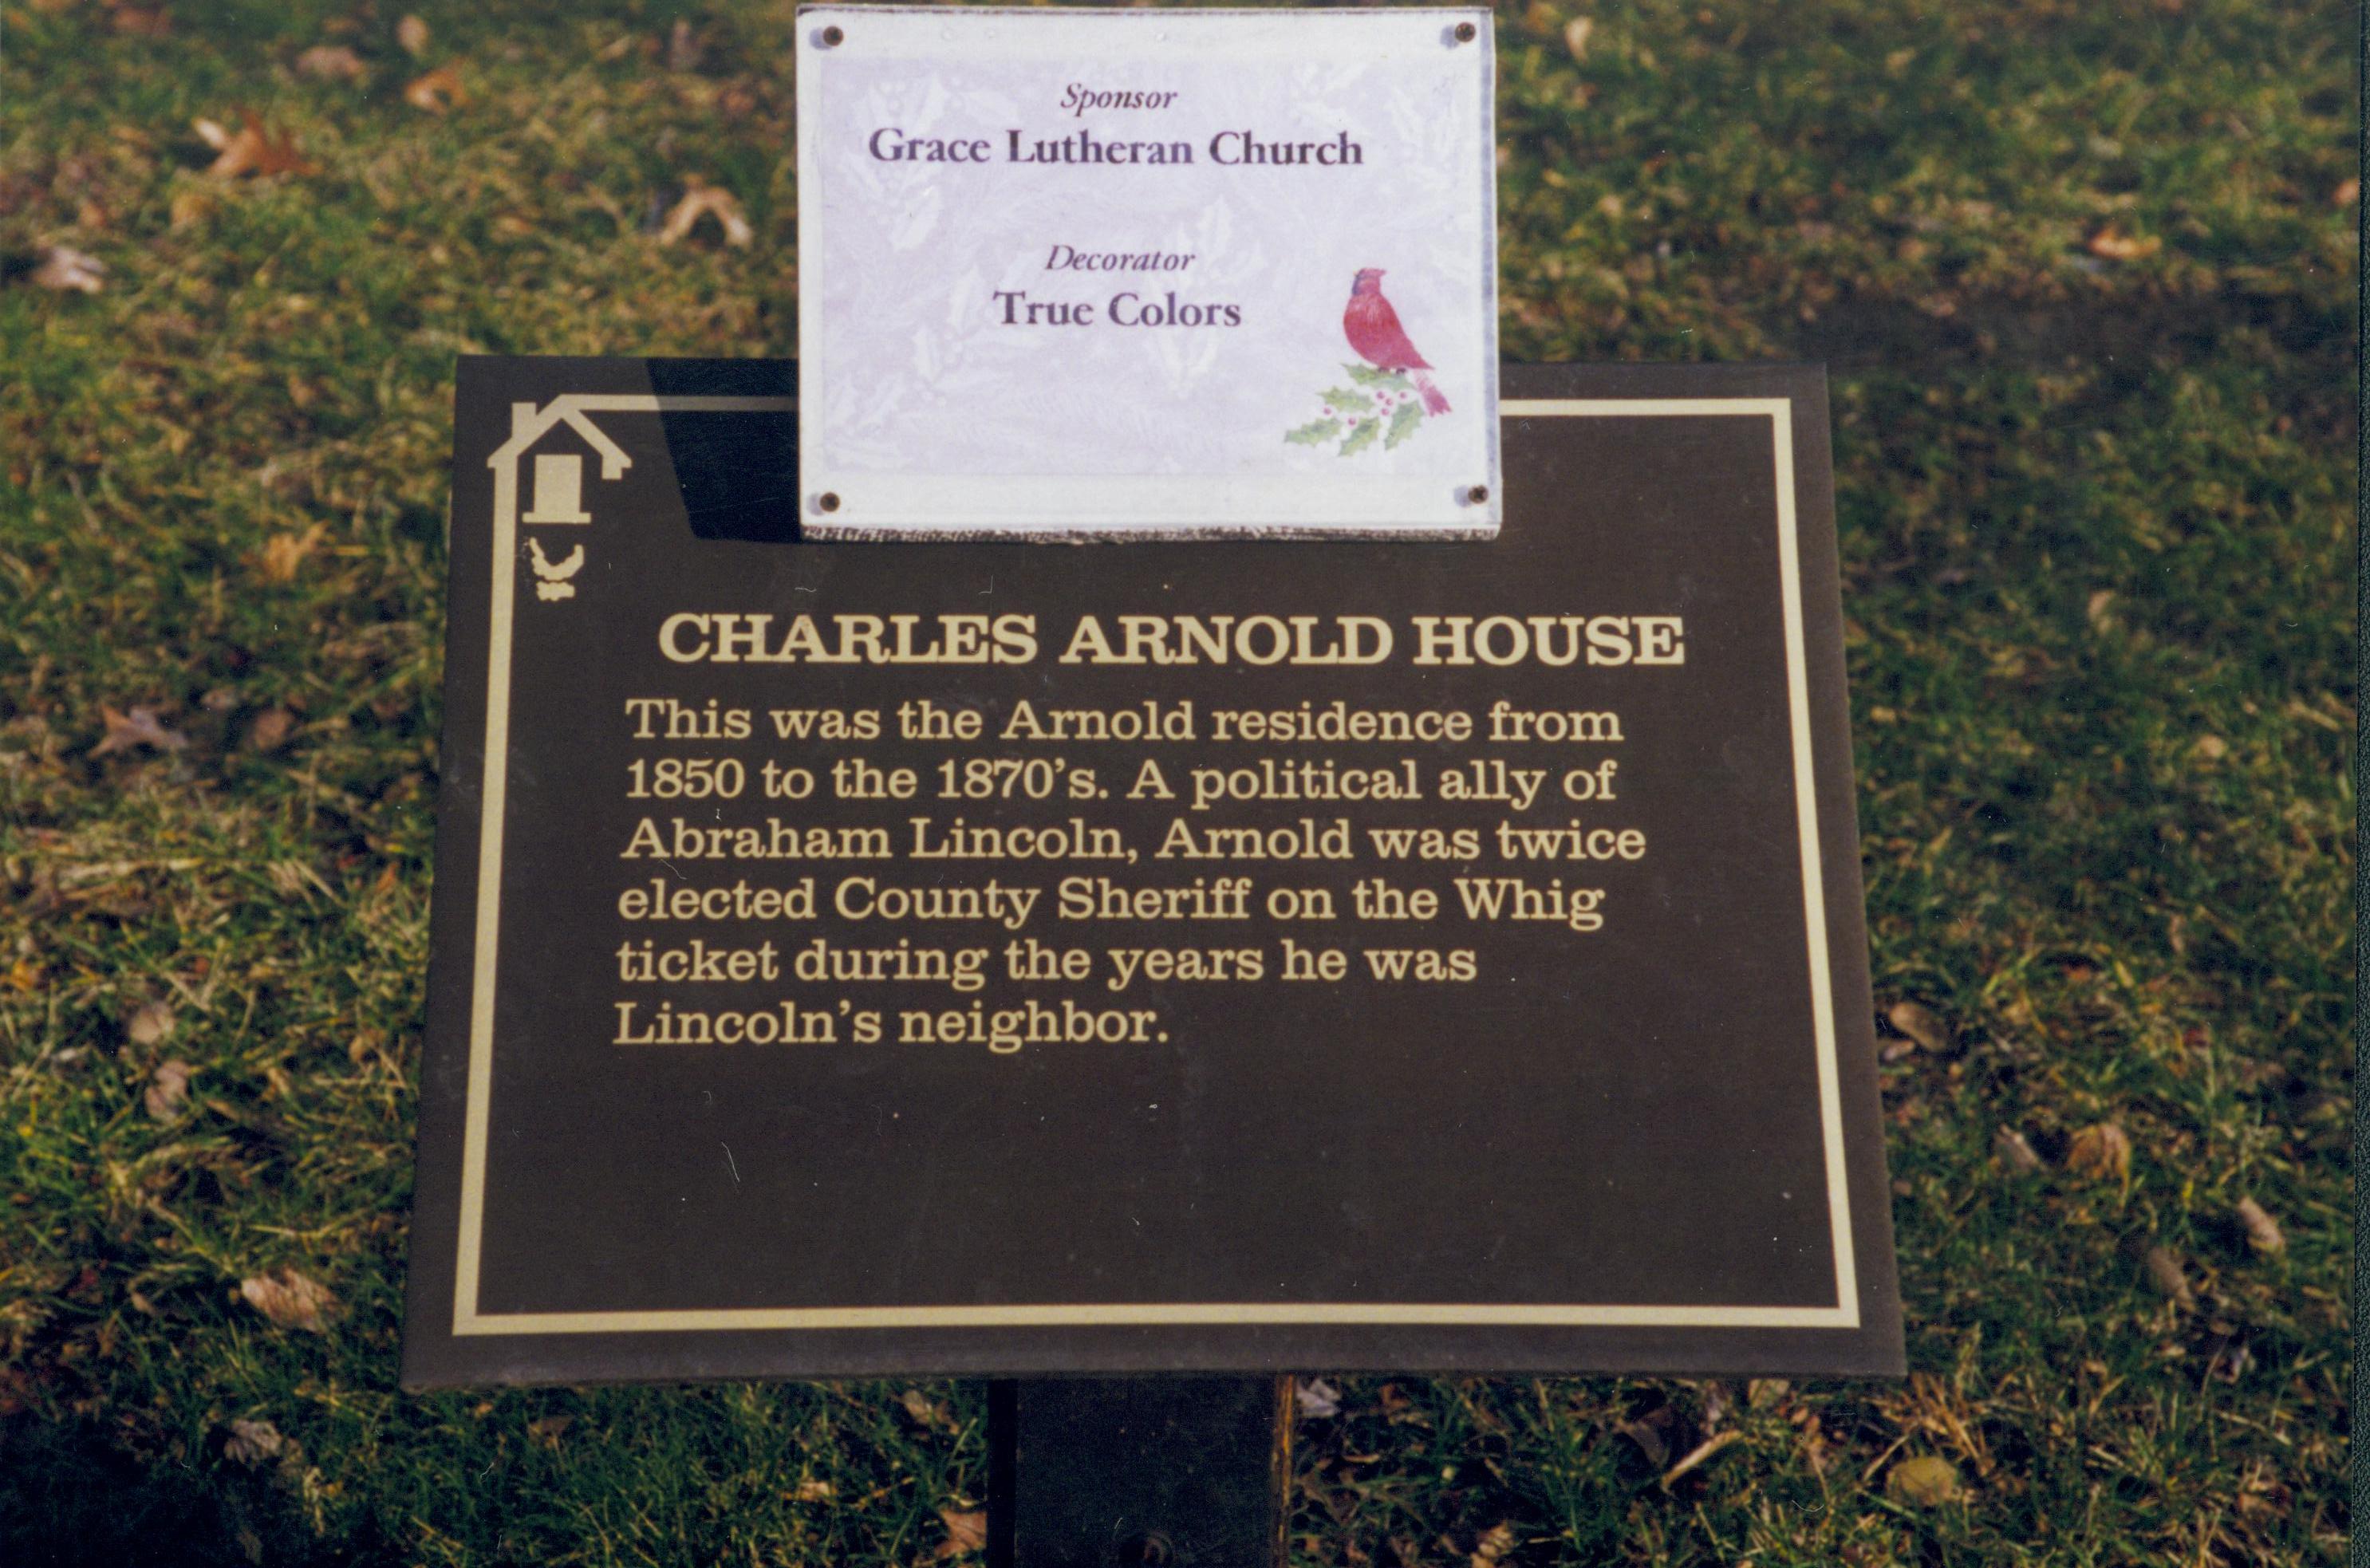 Sponsor
Grace Lutheran Church
Decorator
True Colors
CHARLES ARNOLD HOUSE
This was the Arnold residence from
1850 to the 1870's. A political ally of
Abraham Lincoln, Arnold was twice
elected County Sheriff on the Whig
ticket during the years he was
Lincoln's neighbor.